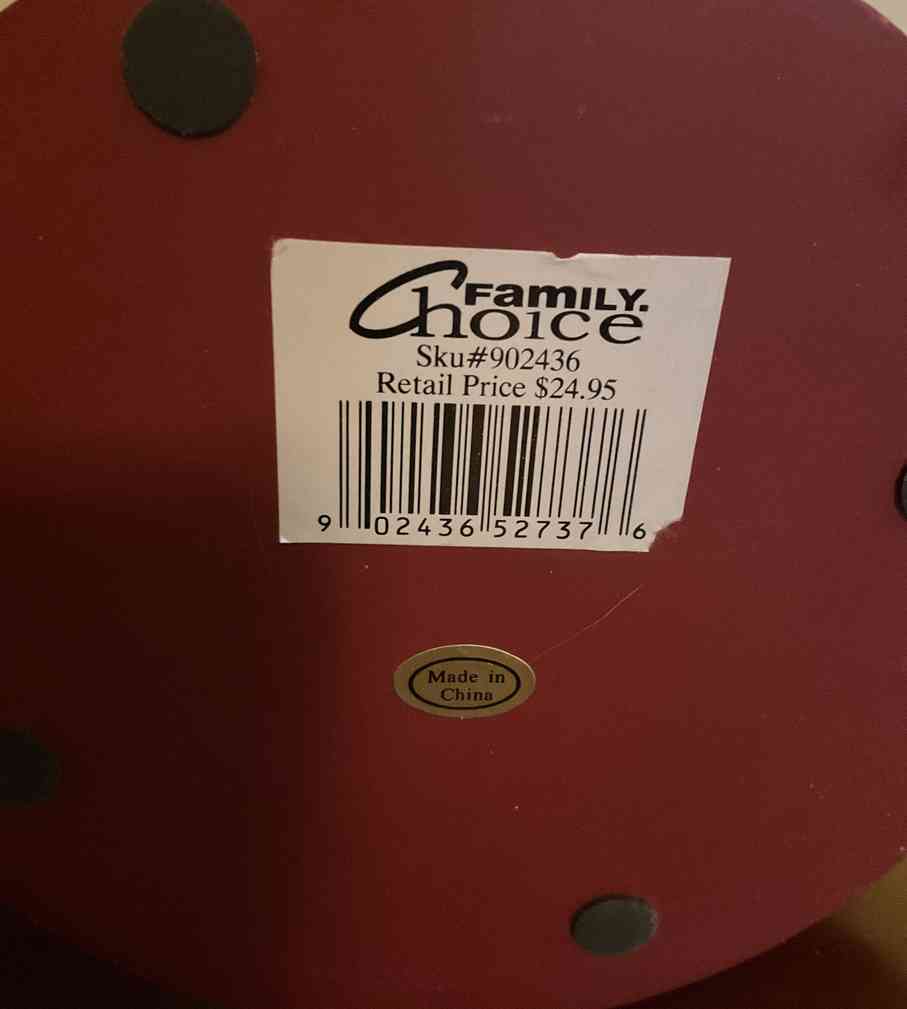 FamiLY.
Choice
Sku#902436
Retail Price $24.95
9 02436 52737 6
Made in
China